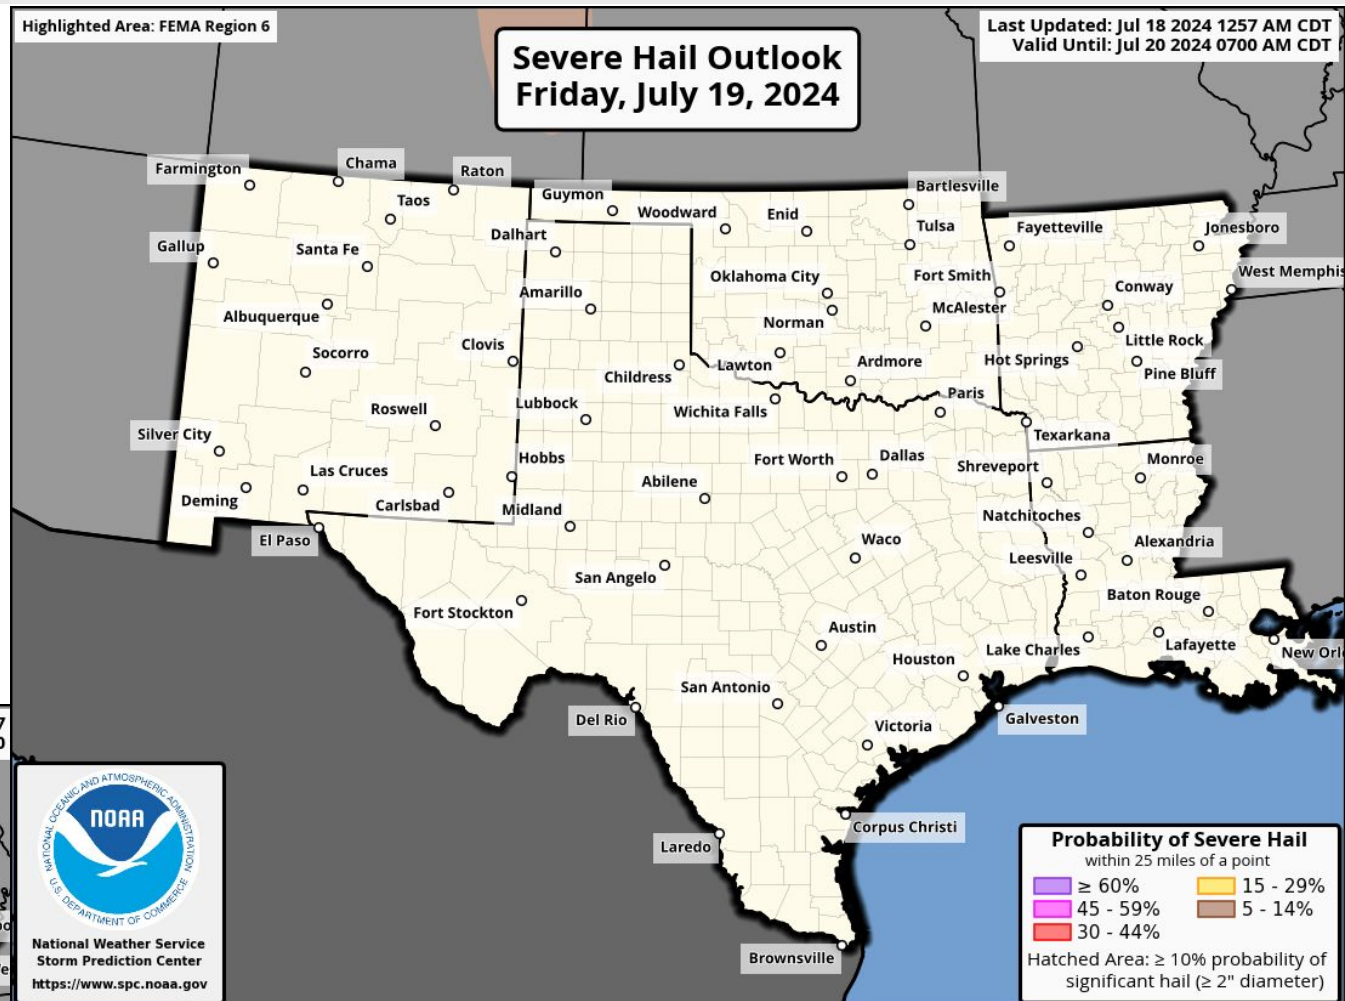 Highlighted Area: FEMA Region 6
Last Updated: Jul 18 2024 1257 AM CDT
Valid Until: Jul 20 2024 0700 AM CDT
Severe Hail Outlook
Friday, July 19, 2024
Farmington
Chama
Raton
Taos
Guymon
Woodward
Enid
Bartlesville
Tulsa
Fayetteville
Jonesboro
Gallup
Santa Fe
Dalhart
Oklahoma City
Fort Smith
West Memphis
Albuquerque
Amarillo
Norman
McAlester
Conway
Socorro
Clovis
Childress
Lawton
Ardmore
Hot Springs
Little Rock
Pine Bluff
Roswell
Lubbock
Wichita Falls
Paris
Texarkana
Silver City
Las Cruces
Hobbs
Abilene
Fort Worth
Dallas
Shreveport
Monroe
Deming
Carlsbad
Midland
Natchitoches
El Paso
San Angelo
Waco
Leesville
Alexandria
Fort Stockton
Baton Rouge
Austin
Houston
Lake Charles
Lafayette
New Orl
San Antonio
Del Rio
Victoria
Galveston
Laredo
Corpus Christi
Brownsville
NATIONAL OCEANIC AND ATMOSPHERIC ADMINISTRATION
NOAA
U.S. DEPARTMENT OF COMMERCE
National Weather Service
Storm Prediction Center
https://www.spc.noaa.gov
Probability of Severe Hail
within 25 miles of a point
≥ 60%
15 - 29%
45 - 59%
5 - 14%
30 - 44%
Hatched Area: ≥ 10% probability of
significant hail (≥ 2" diameter)